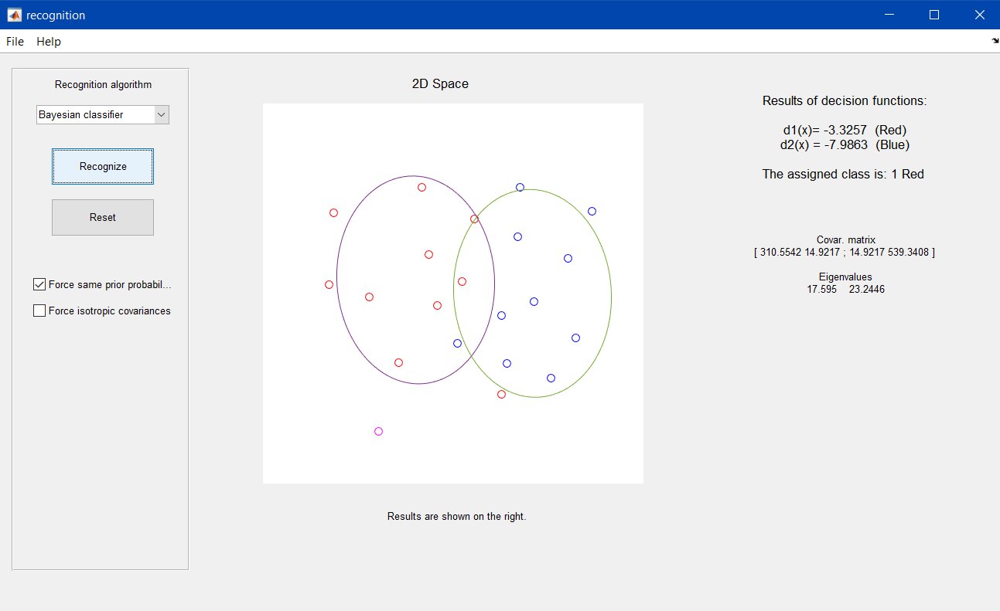 recognition
File Help
Recognition algorithm
Bayesian classifier
Recognize
Reset
Force same prior probabil...
Force isotropic covariances
2D Space
Results are shown on the right.
Results of decision functions:
d1(x)= -3.3257 (Red)
d2(x) = -7.9863 (Blue)
The assigned class is: 1 Red
Covar. matrix
[ 310.5542 14.9217 ; 14.9217 539.3408 ]
Eigenvalues
17.595 23.2446